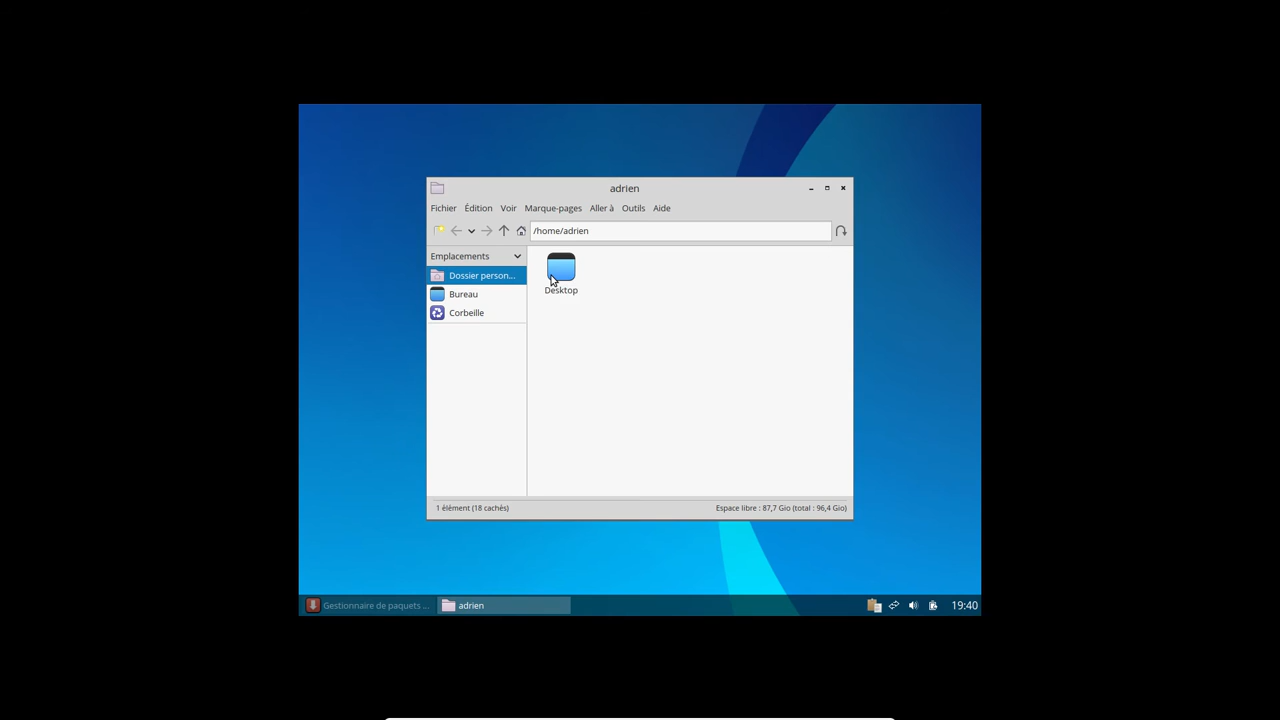 adrien
Fichier Édition Voir Marque-pages Aller à Outils Aide
/home/adrien
Emplacements
Dossier person...
Bureau
Corbeille
Desktop
1 élément (18 cachés) Espace libre : 87,7 Gio (total : 96,4 Gio)
Gestionnaire de paquets ... adrien 19:40